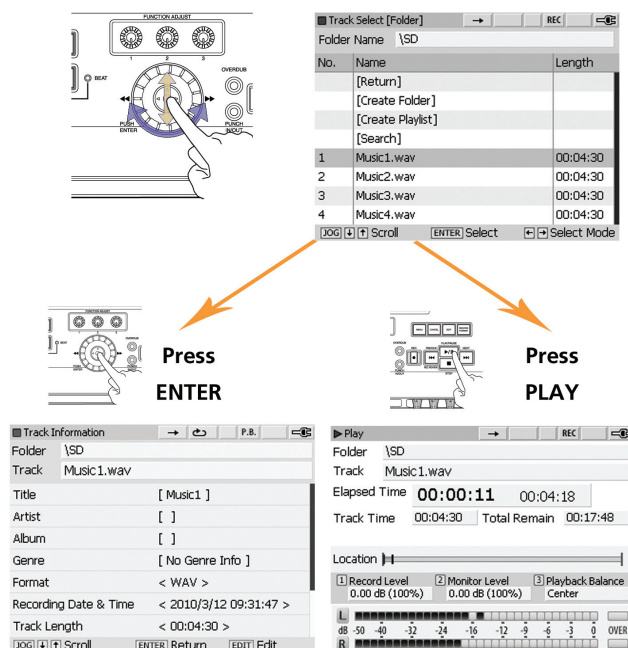 FUNCTION ADJUST
1 2 3
BEAT
OVERDUB
PUSH ENTER
PUNCH IN/OUT
Track Select [Folder] → REC
Folder Name \SD
No. Name Length
[Return]
[Create Folder]
[Create Playlist]
[Search]
1 Music1.wav 00:04:30
2 Music2.wav 00:04:30
3 Music3.wav 00:04:30
4 Music4.wav 00:04:30
JOG ↓ ↑ Scroll ENTER Select ← → Select Mode
Press
ENTER
Press
PLAY
Track Information → P.B.
Folder \SD
Track Music1.wav
Title [ Music1 ]
Artist [ ]
Album [ ]
Genre [ No Genre Info ]
Format < WAV >
Recording Date & Time < 2010/3/12 09:31:47 >
Track Length < 00:04:30 >
JOG ↓ ↑ Scroll ENTER Return EDIT Edit
Play → REC
Folder \SD
Track Music1.wav
Elapsed Time 00:00:11 00:04:18
Track Time 00:04:30 Total Remain 00:17:48
Location
1 Record Level 2 Monitor Level 3 Playback Balance
0.00 dB (100%) 0.00 dB (100%) Center
L
dB -50 -40 -32 -24 -16 -12 -9 -6 -3 0 OVER
R